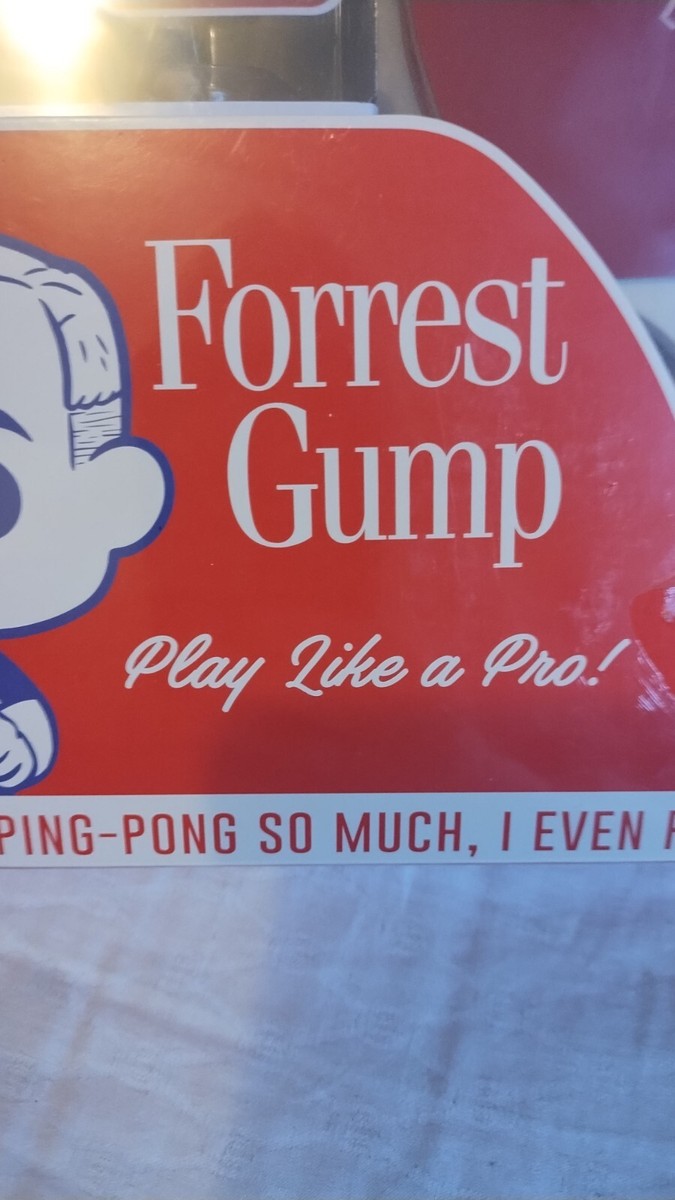 Forrest
Gump
Play Like a Pro!
PING-PONG SO MUCH, I EVEN